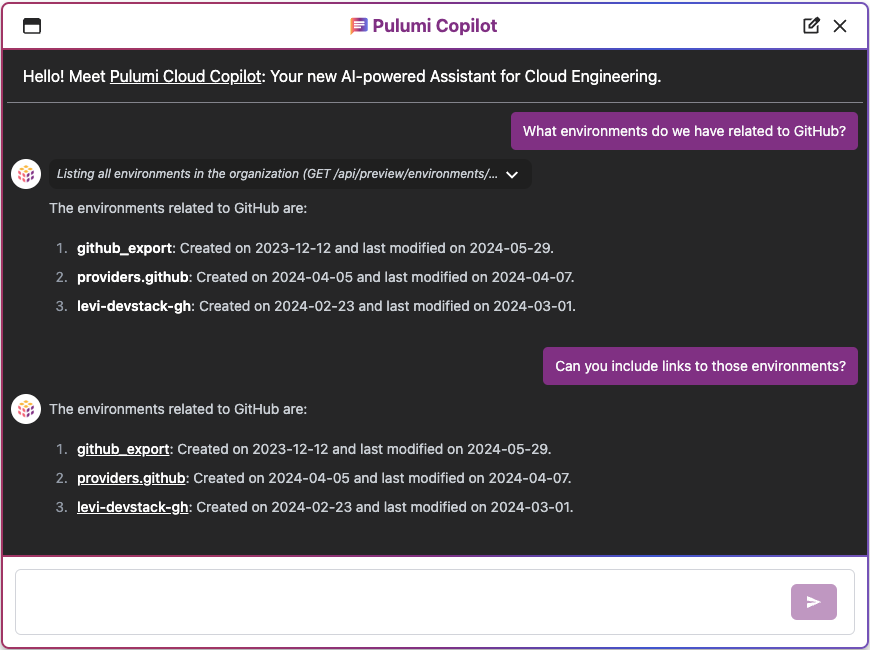 Pulumi Copilot
Hello! Meet Pulumi Cloud Copilot: Your new AI-powered Assistant for Cloud Engineering.
What environments do we have related to GitHub?
Listing all environments in the organization (GET /api/preview/environments/...
The environments related to GitHub are:
1. github_export: Created on 2023-12-12 and last modified on 2024-05-29.
2. providers.github: Created on 2024-04-05 and last modified on 2024-04-07.
3. levi-devstack-gh: Created on 2024-02-23 and last modified on 2024-03-01.
Can you include links to those environments?
The environments related to GitHub are:
1. github_export: Created on 2023-12-12 and last modified on 2024-05-29.
2. providers.github: Created on 2024-04-05 and last modified on 2024-04-07.
3. levi-devstack-gh: Created on 2024-02-23 and last modified on 2024-03-01.